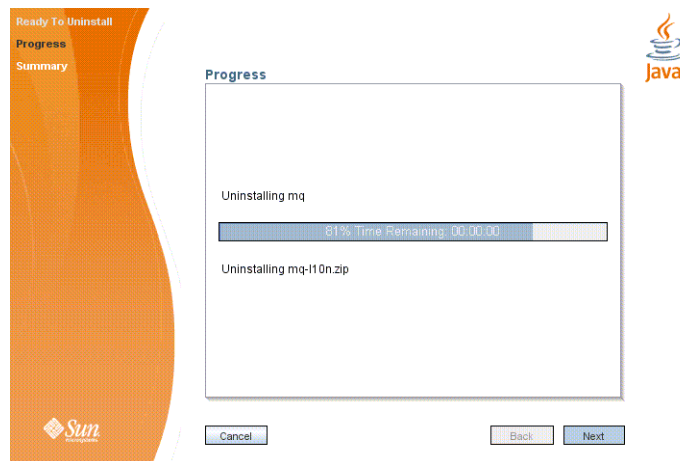 Ready To Uninstall
Progress
Summary
Java
Progress
Uninstalling mq
81% Time Remaining: 00:00:00
Uninstalling mq-l10n.zip
Sun
microsystems
Cancel
Back
Next